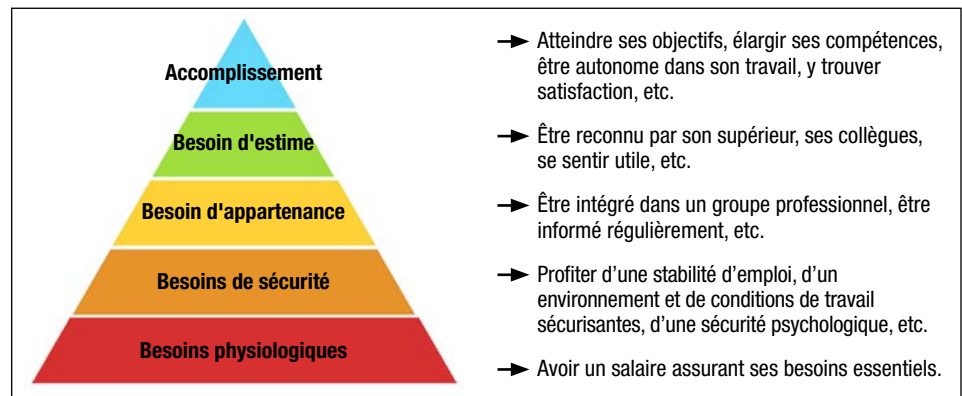 Accomplissement
Atteindre ses objectifs, élargir ses compétences,
être autonome dans son travail, y trouver
satisfaction, etc.
Besoin d'estime
Être reconnu par son supérieur, ses collègues,
se sentir utile, etc.
Besoin d'appartenance
Être intégré dans un groupe professionnel, être
informé régulièrement, etc.
Besoins de sécurité
Profiter d’une stabilité d’emploi, d’un
environnement et de conditions de travail
sécurisantes, d’une sécurité psychologique, etc.
Besoins physiologiques
Avoir un salaire assurant ses besoins essentiels.